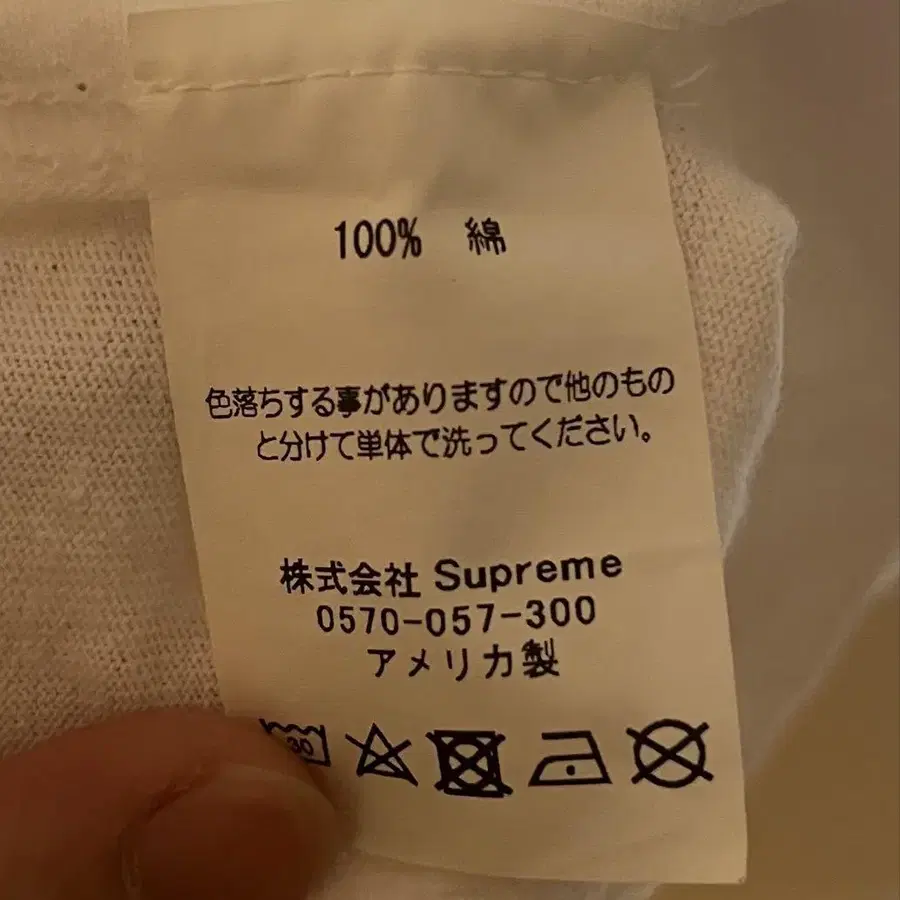 100% 綿
色落ちする事がありますので他のもの
と分けて単体で洗ってください。
株式会社 Supreme
0570-057-300
アメリカ製
30